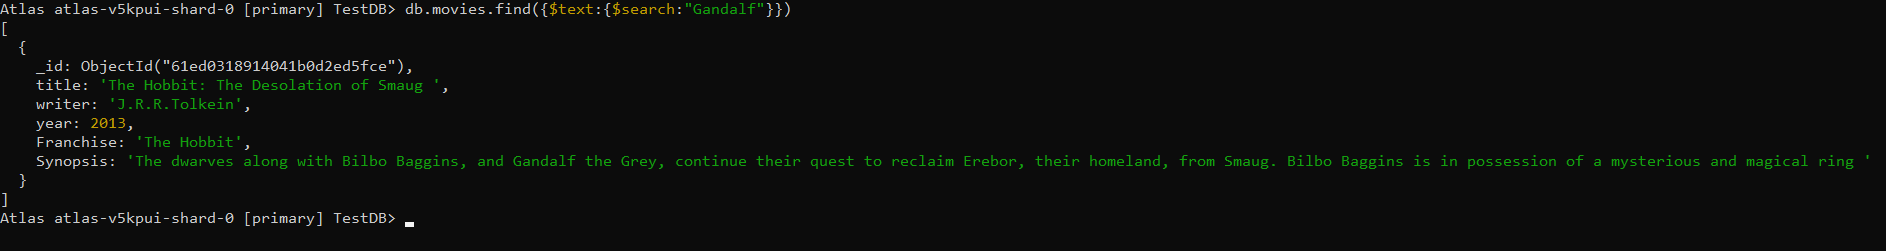 Atlas atlas-v5kpui-shard-0 [primary] TestDB> db.movies.find({$text:{$search:"Gandalf"}})
[
  {
    _id: ObjectId("61ed0318914041b0d2ed5fce"),
    title: 'The Hobbit: The Desolation of Smaug ',
    writer: 'J.R.R.Tolkein',
    year: 2013,
    Franchise: 'The Hobbit',
    Synopsis: 'The dwarves along with Bilbo Baggins, and Gandalf the Grey, continue their quest to reclaim Erebor, their homeland, from Smaug. Bilbo Baggins is in possession of a mysterious and magical ring '
  }
]
Atlas atlas-v5kpui-shard-0 [primary] TestDB>